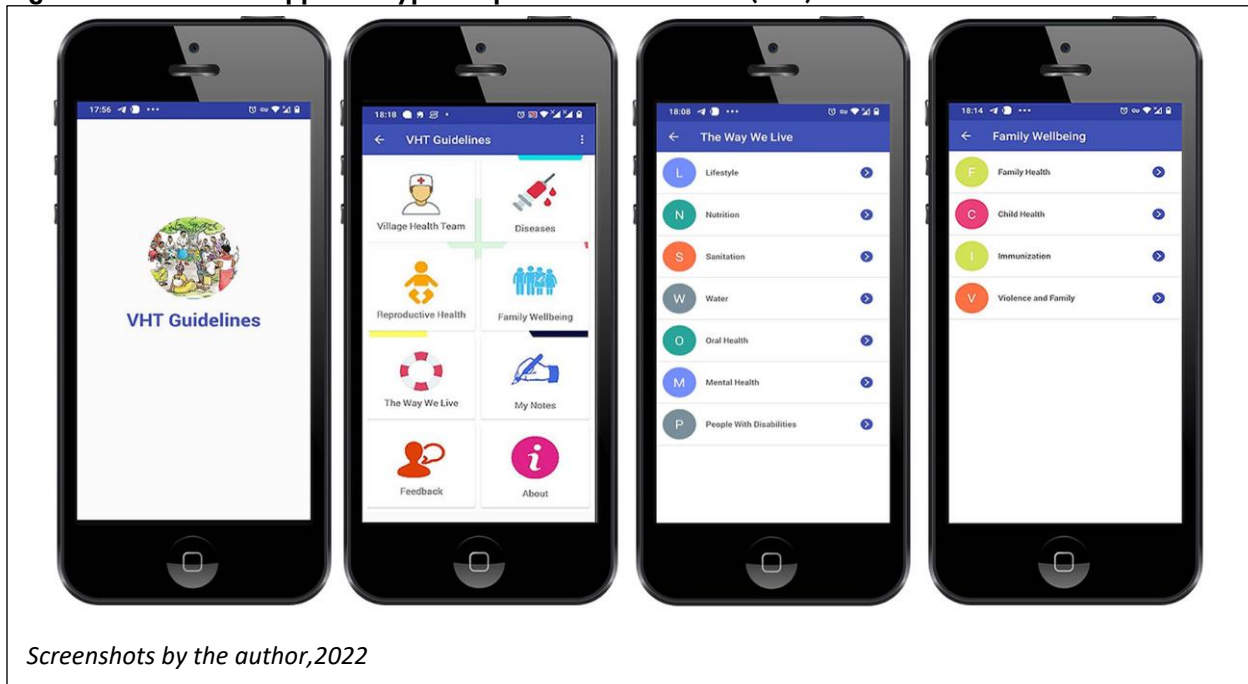 17:56
VHT Guidelines
18:18
VHT Guidelines
Village Health Team
Diseases
Reproductive Health
Family Wellbeing
The Way We Live
My Notes
Feedback
About
18:08
The Way We Live
L Lifestyle
N Nutrition
S Sanitation
W Water
O Oral Health
M Mental Health
P People With Disabilities
18:14
Family Wellbeing
F Family Health
C Child Health
I Immunization
V Violence and Family
Screenshots by the author,2022